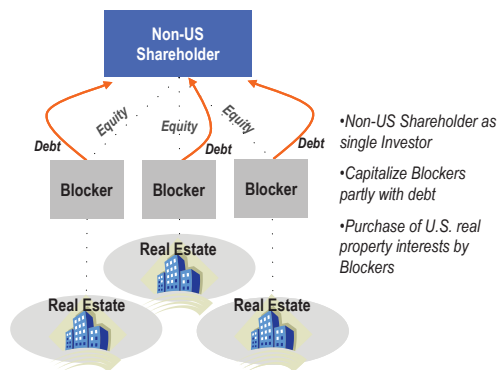 Non-US
Shareholder
Equity
Equity
Equity
Debt
Debt
Debt
Blocker
Blocker
Blocker
Real Estate
Real Estate
Real Estate
•Non-US Shareholder as
single Investor
•Capitalize Blockers
partly with debt
•Purchase of U.S. real
property interests by
Blockers